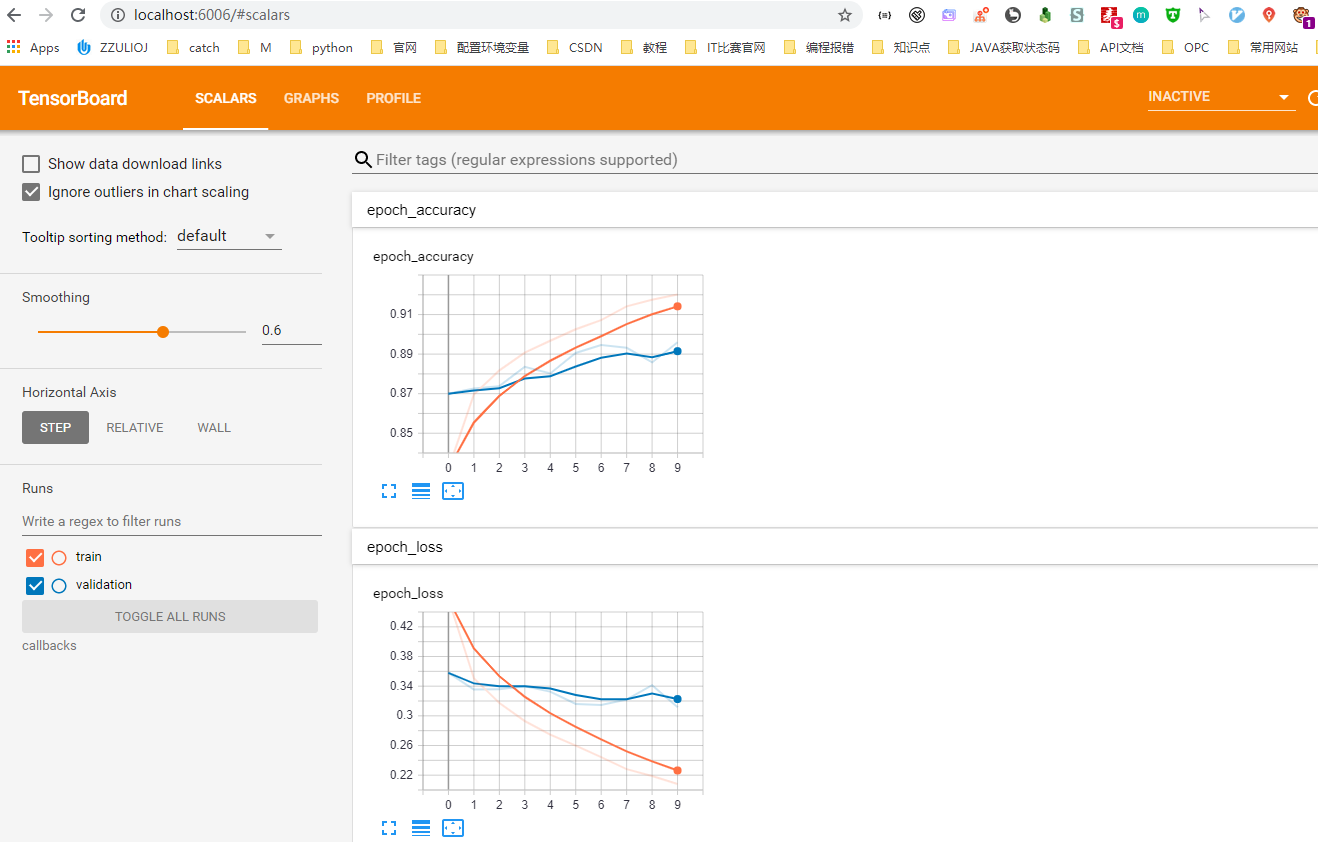 localhost:6006/#scalars
$
1
Apps ZZULIOJ catch M python 官网 配置环境变量 CSDN 教程 IT比赛官网 编程报错 知识点 JAVA获取状态码 API文档 OPC 常用网站
TensorBoard SCALARS GRAPHS PROFILE INACTIVE
Show data download links
Ignore outliers in chart scaling
Tooltip sorting method: default
Smoothing
0.6
Horizontal Axis
STEP RELATIVE WALL
Runs
Write a regex to filter runs
train
validation
TOGGLE ALL RUNS
callbacks
Filter tags (regular expressions supported)
epoch_accuracy
epoch_accuracy
0.91
0.89
0.87
0.85
0 1 2 3 4 5 6 7 8 9
epoch_loss
epoch_loss
0.42
0.38
0.34
0.3
0.26
0.22
0 1 2 3 4 5 6 7 8 9